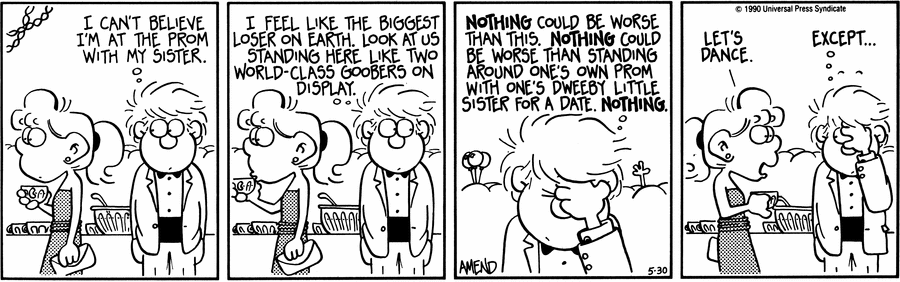 I CAN'T BELIEVE
I'M AT THE PROM
WITH MY SISTER.
I FEEL LIKE THE BIGGEST
LOSER ON EARTH. LOOK AT US
STANDING HERE LIKE TWO
WORLD-CLASS GOOBERS ON
DISPLAY.
NOTHING COULD BE WORSE
THAN THIS. NOTHING COULD
BE WORSE THAN STANDING
AROUND ONE'S OWN PROM
WITH ONE'S DWEEBY LITTLE
SISTER FOR A DATE. NOTHING.
AMEND
5-30
© 1990 Universal Press Syndicate
LET'S
DANCE.
EXCEPT...